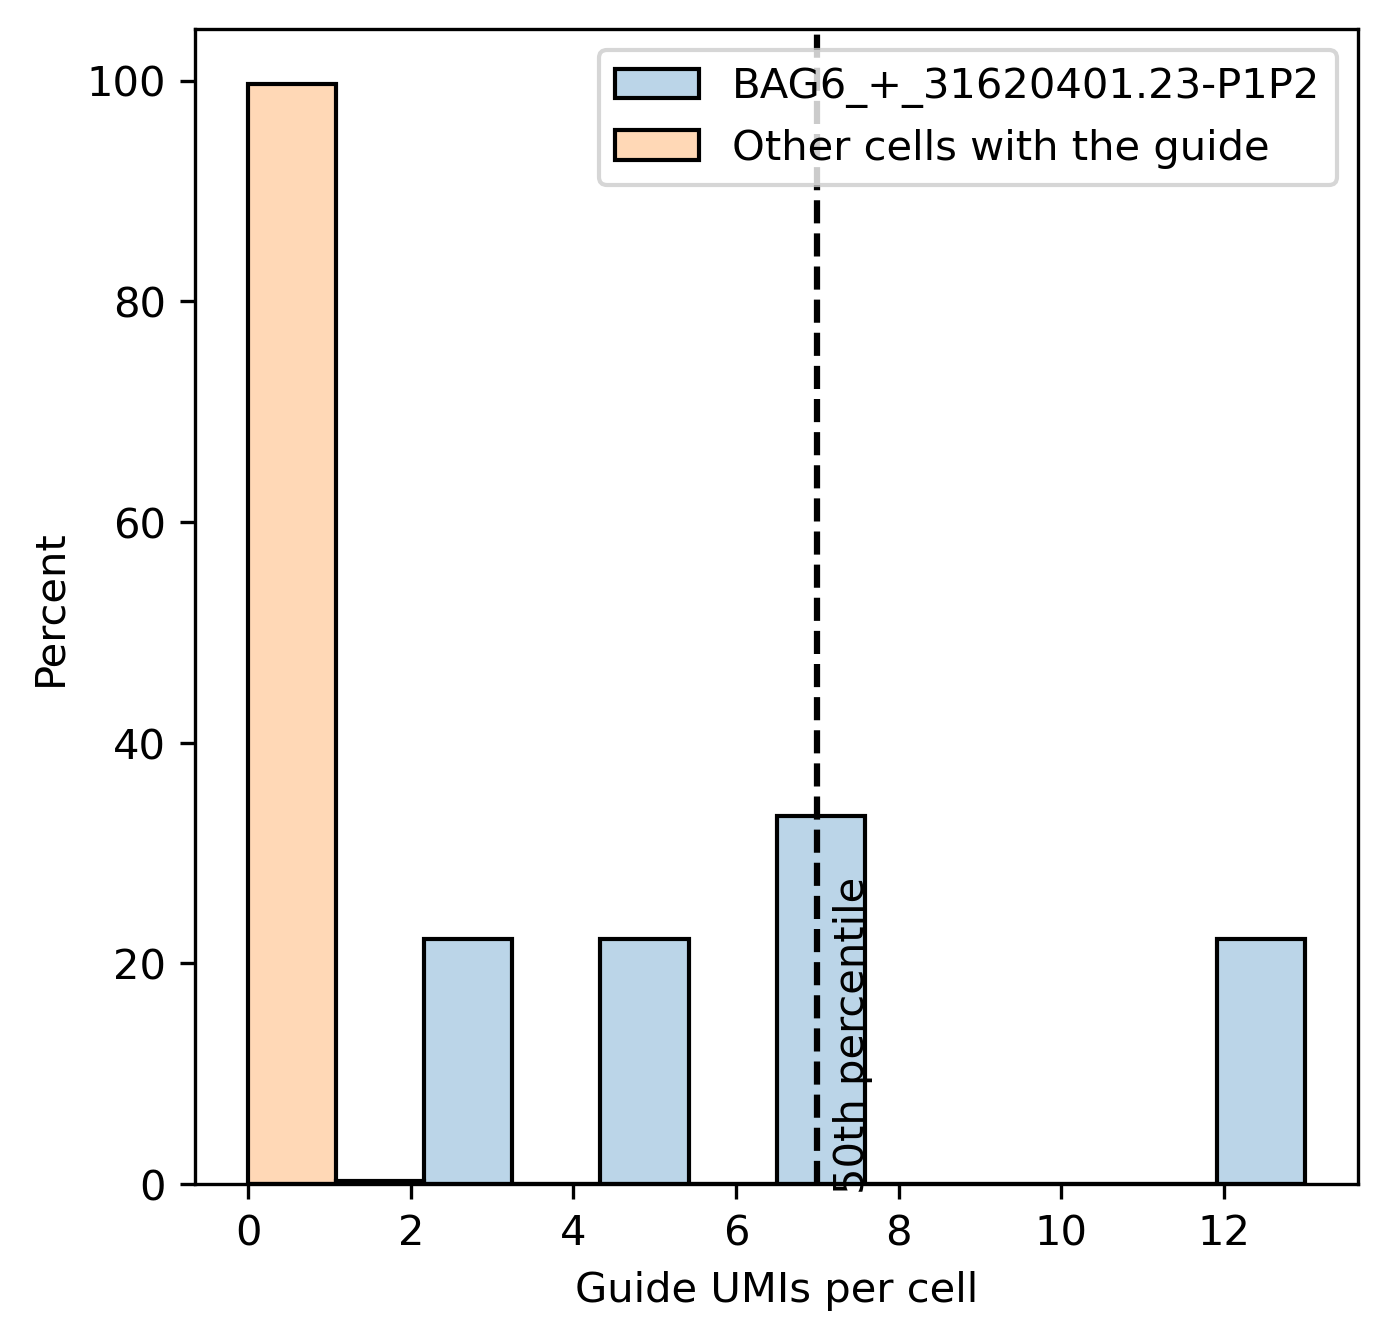 BAG6_+_31620401.23-P1P2
Other cells with the guide
100
80
60
40
20
0
Percent
50th percentile
0 2 4 6 8 10 12
Guide UMIs per cell